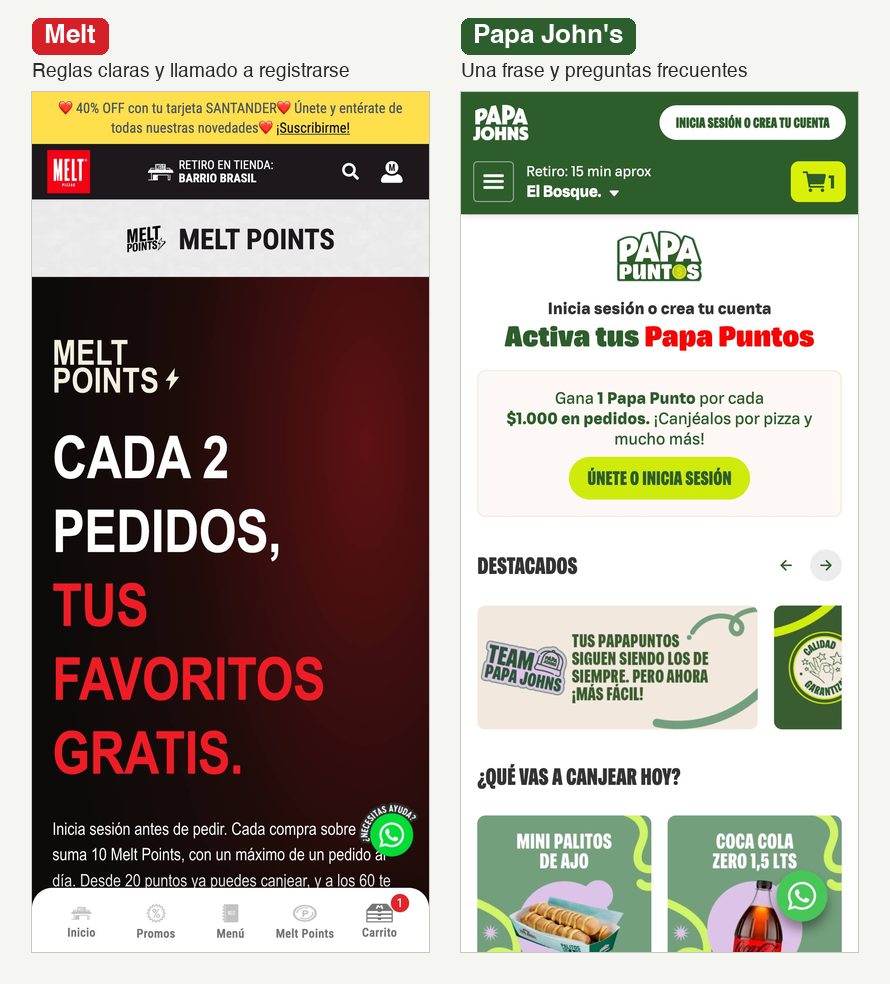 Melt
Reglas claras y llamado a registrarse
❤️ 40% OFF con tu tarjeta SANTANDER❤️ Únete y entérate de
todas nuestras novedades❤️ ¡Suscribirme!
MELT
PIZZAS
RETIRO EN TIENDA:
BARRIO BRASIL
M
MELT POINTS
MELT POINTS
MELT
POINTS
CADA 2
PEDIDOS,
TUS
FAVORITOS
GRATIS.
Inicia sesión antes de pedir. Cada compra sobre
suma 10 Melt Points, con un máximo de un pedido al
día. Desde 20 puntos ya puedes canjear, y a los 60 te
¿NECESITAS AYUDA?
Inicio
Promos
Menú
Melt Points
Carrito
1
Papa John's
Una frase y preguntas frecuentes
PAPA
JOHNS
INICIA SESIÓN O CREA TU CUENTA
Retiro: 15 min aprox
El Bosque.
1
PAPA
PUNTOS
Inicia sesión o crea tu cuenta
Activa tus Papa Puntos
Gana 1 Papa Punto por cada
$1.000 en pedidos. ¡Canjéalos por pizza y
mucho más!
ÚNETE O INICIA SESIÓN
DESTACADOS
TEAM
PAPA JOHNS
TUS PAPAPUNTOS
SIGUEN SIENDO LOS DE
SIEMPRE. PERO AHORA
¡MÁS FÁCIL!
CALIDAD
¿QUÉ VAS A CANJEAR HOY?
MINI PALITOS
DE AJO
COCA COLA
ZERO 1,5 LTS